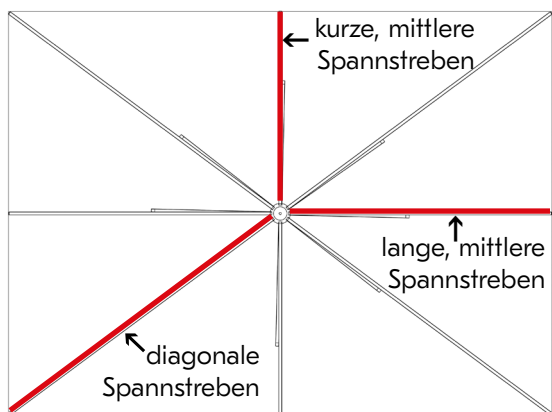 kurze, mittlere
Spannstreben
lange, mittlere
Spannstreben
diagonale
Spannstreben